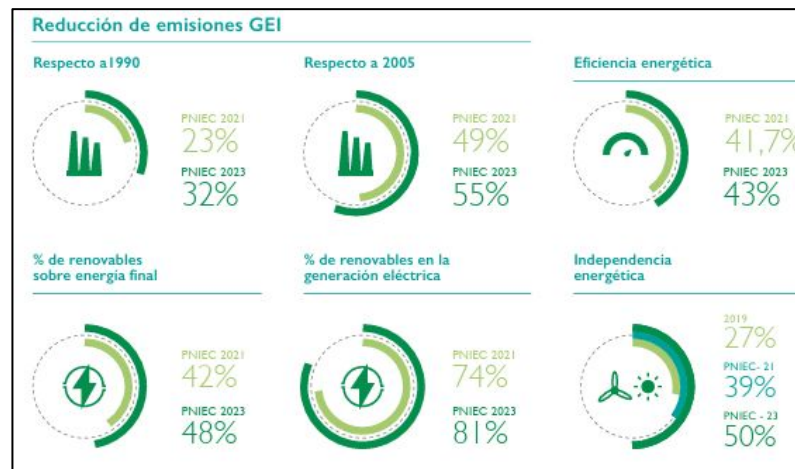 Reducción de emisiones GEI
Respecto a1990
PNIEC 2021
23%
PNIEC 2023
32%
Respecto a 2005
PNIEC 2021
49%
PNIEC 2023
55%
Eficiencia energética
PNIEC 2021
41,7%
PNIEC 2023
43%
% de renovables
sobre energía final
PNIEC 2021
42%
PNIEC 2023
48%
% de renovables en la
generación eléctrica
PNIEC 2021
74%
PNIEC 2023
81%
Independencia
energética
2019
27%
PNIEC- 21
39%
PNIEC - 23
50%